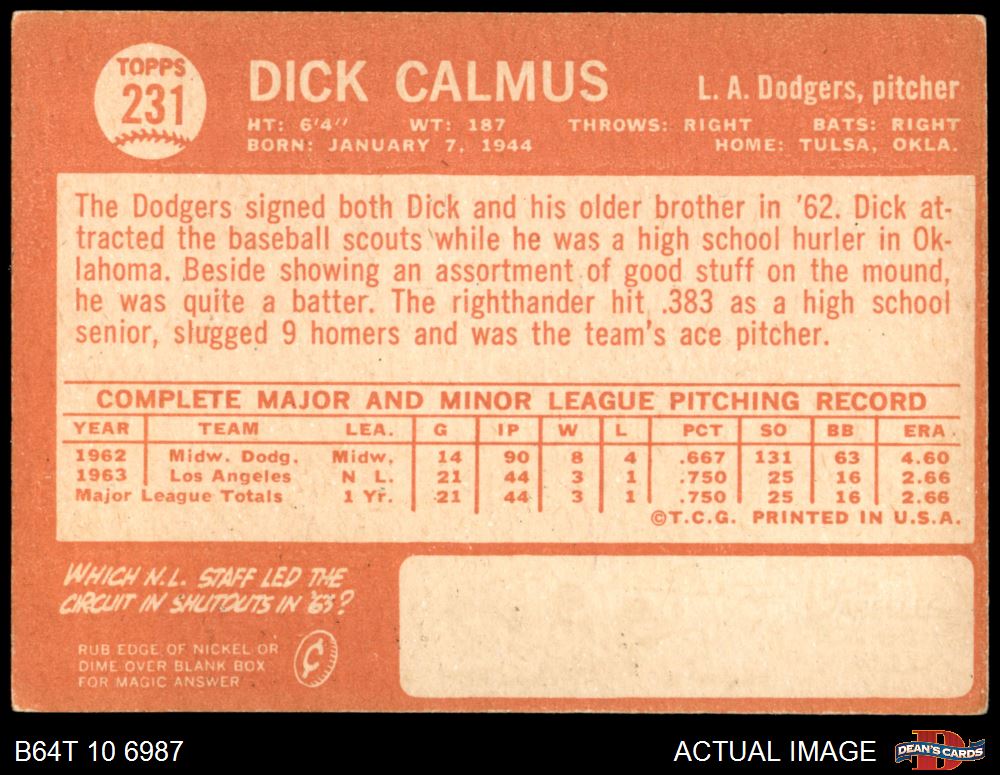 TOPPS
231
DICK CALMUS
L. A. Dodgers, pitcher
HT: 6'4" WT: 187 THROWS: RIGHT BATS: RIGHT
BORN: JANUARY 7, 1944 HOME: TULSA, OKLA.
The Dodgers signed both Dick and his older brother in '62. Dick at-
tracted the baseball scouts while he was a high school hurler in Ok-
lahoma. Beside showing an assortment of good stuff on the mound,
he was quite a batter. The righthander hit .383 as a high school
senior, slugged 9 homers and was the team's ace pitcher.
COMPLETE MAJOR AND MINOR LEAGUE PITCHING RECORD
YEAR TEAM LEA. G IP W L PCT SO BB ERA
1962 Midw. Dodg. Midw. 14 90 8 4 .667 131 63 4.60
1963 Los Angeles N L. 21 44 3 1 .750 25 16 2.66
Major League Totals 1 Yr. 21 44 3 1 .750 25 16 2.66
©T.C.G. PRINTED IN U.S.A.
WHICH N.L. STAFF LED THE
CIRCUIT IN SHUTOUTS IN '63?
RUB EDGE OF NICKEL OR
DIME OVER BLANK BOX
FOR MAGIC ANSWER
B64T 10 6987
ACTUAL IMAGE
DEAN'S CARDS